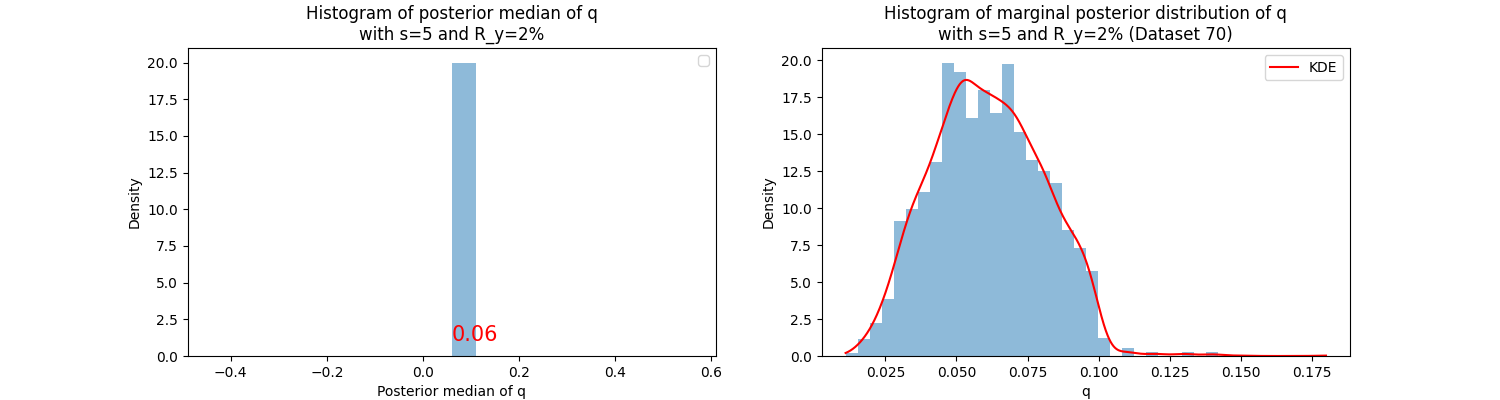 Histogram of posterior median of q
with s=5 and R_y=2%
20.0
17.5
15.0
12.5
10.0
7.5
5.0
2.5
0.0
Density
0.06
−0.4 −0.2 0.0 0.2 0.4 0.6
Posterior median of q
Histogram of marginal posterior distribution of q
with s=5 and R_y=2% (Dataset 70)
KDE
20.0
17.5
15.0
12.5
10.0
7.5
5.0
2.5
0.0
Density
0.025 0.050 0.075 0.100 0.125 0.150 0.175
q